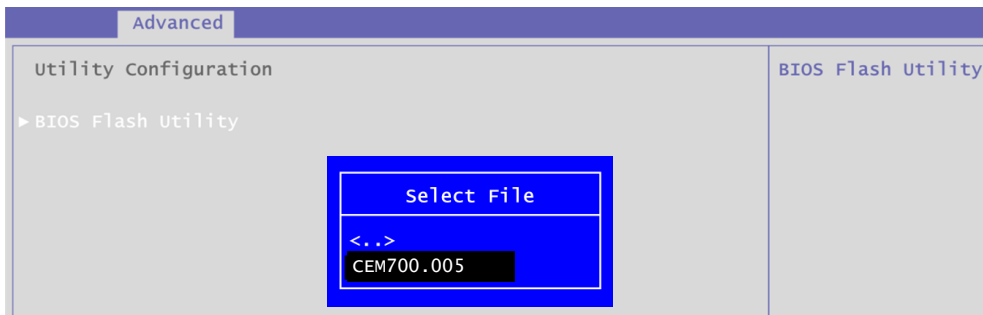 Advanced
Utility Configuration
BIOS Flash Utility
►BIOS Flash Utility
Select File
<..>
CEM700.005